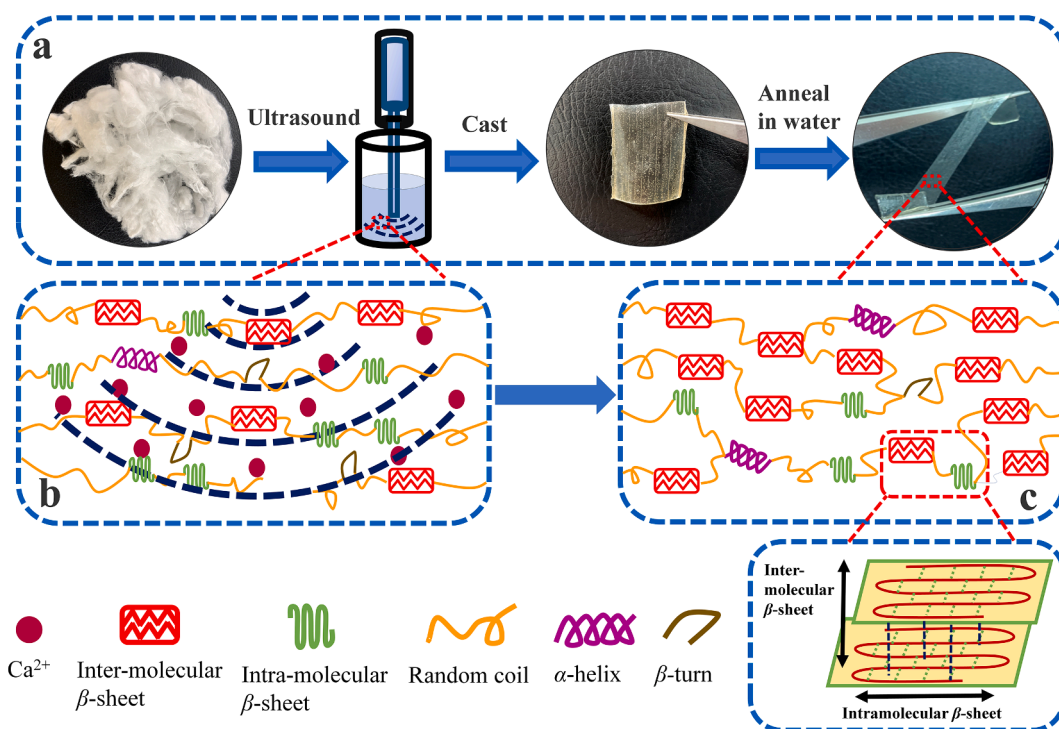 a
Ultrasound
Cast
Anneal
in water
b
c
Inter-
molecular
β-sheet
Intramolecular β-sheet
Ca²⁺
Inter-molecular
β-sheet
Intra-molecular
β-sheet
Random coil
α-helix
β-turn